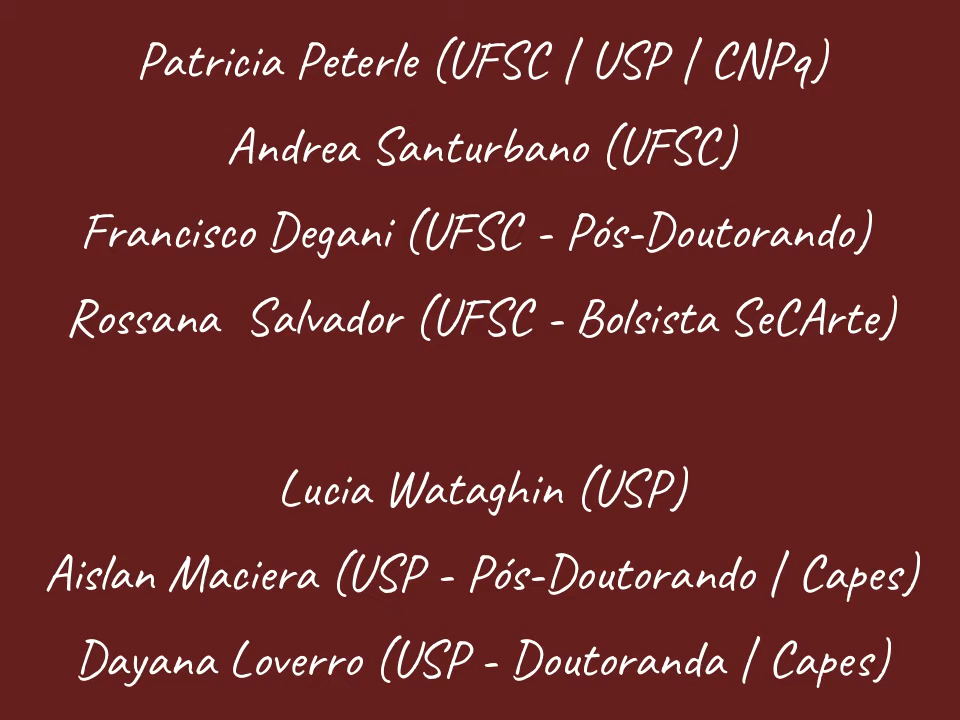 Patricia Peterle (UFSC | USP | CNPq)
Andrea Santurbano (UFSC)
Francisco Degani (UFSC - Pós-Doutorando)
Rossana Salvador (UFSC - Bolsista SeCArte)
Lucia Wataghin (USP)
Aislan Maciera (USP - Pós-Doutorando | Capes)
Dayana Loverro (USP - Doutoranda | Capes)